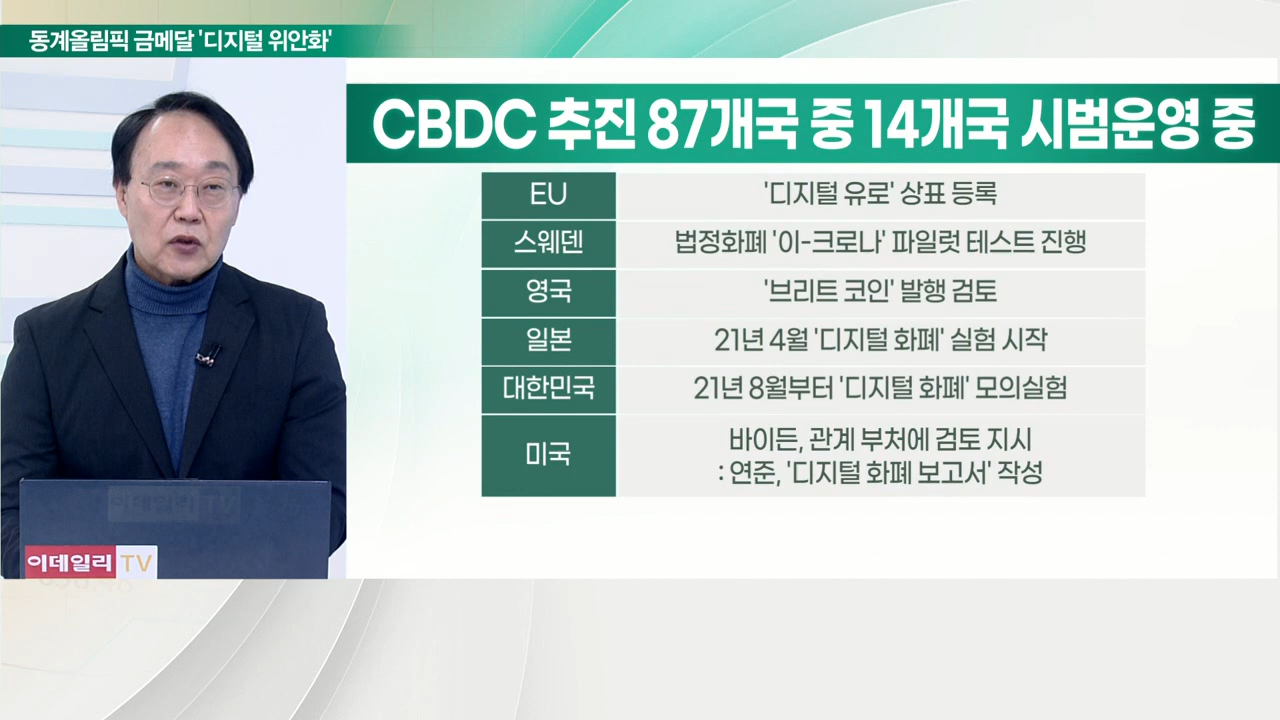 동계올림픽 금메달 '디지털 위안화'
CBDC 추진 87개국 중 14개국 시범운영 중
EU '디지털 유로' 상표 등록
스웨덴 법정화폐 '이-크로나' 파일럿 테스트 진행
영국 '브리트 코인' 발행 검토
일본 21년 4월 '디지털 화폐' 실험 시작
대한민국 21년 8월부터 '디지털 화폐' 모의실험
미국 바이든, 관계 부처에 검토 지시
: 연준, '디지털 화폐 보고서' 작성
이데일리 TV
이데일리 TV